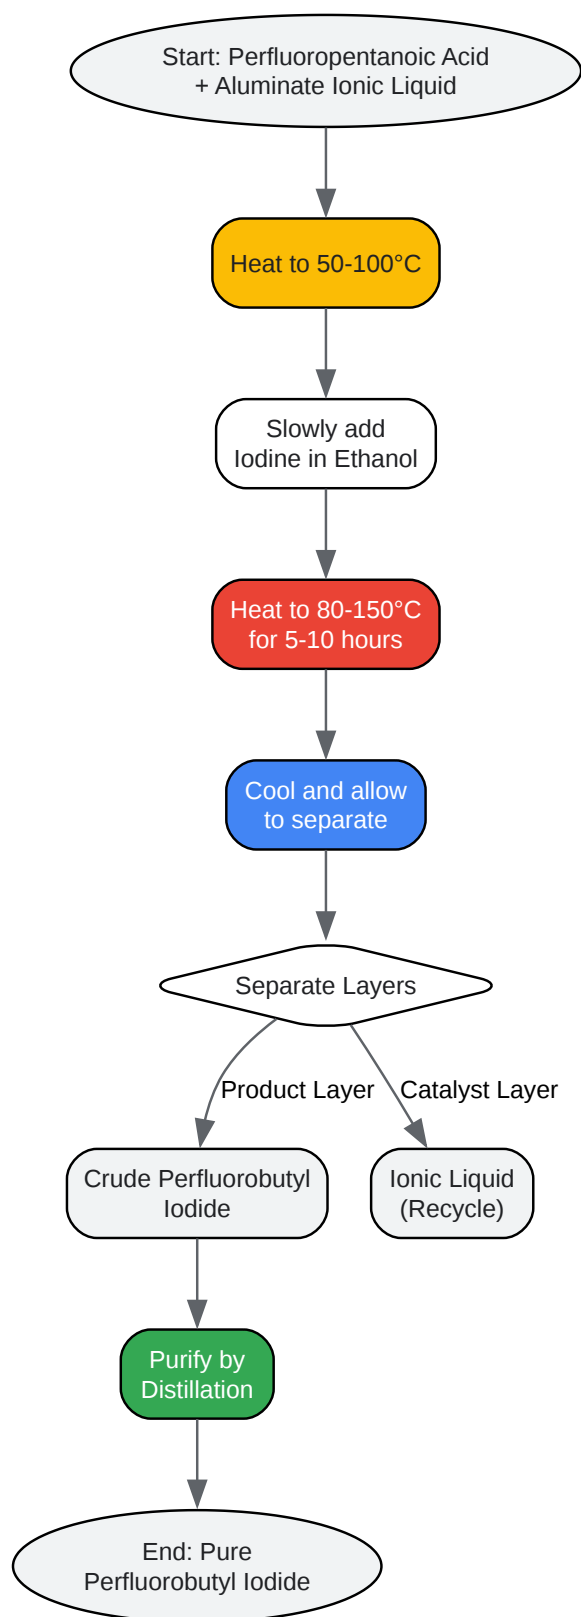 Start: Perfluoropentanoic Acid
+ Aluminate Ionic Liquid
Heat to 50-100°C
Slowly add
Iodine in Ethanol
Heat to 80-150°C
for 5-10 hours
Cool and allow
to separate
Separate Layers
Product Layer
Catalyst Layer
Crude Perfluorobutyl
Iodide
Ionic Liquid
(Recycle)
Purify by
Distillation
End: Pure
Perfluorobutyl Iodide